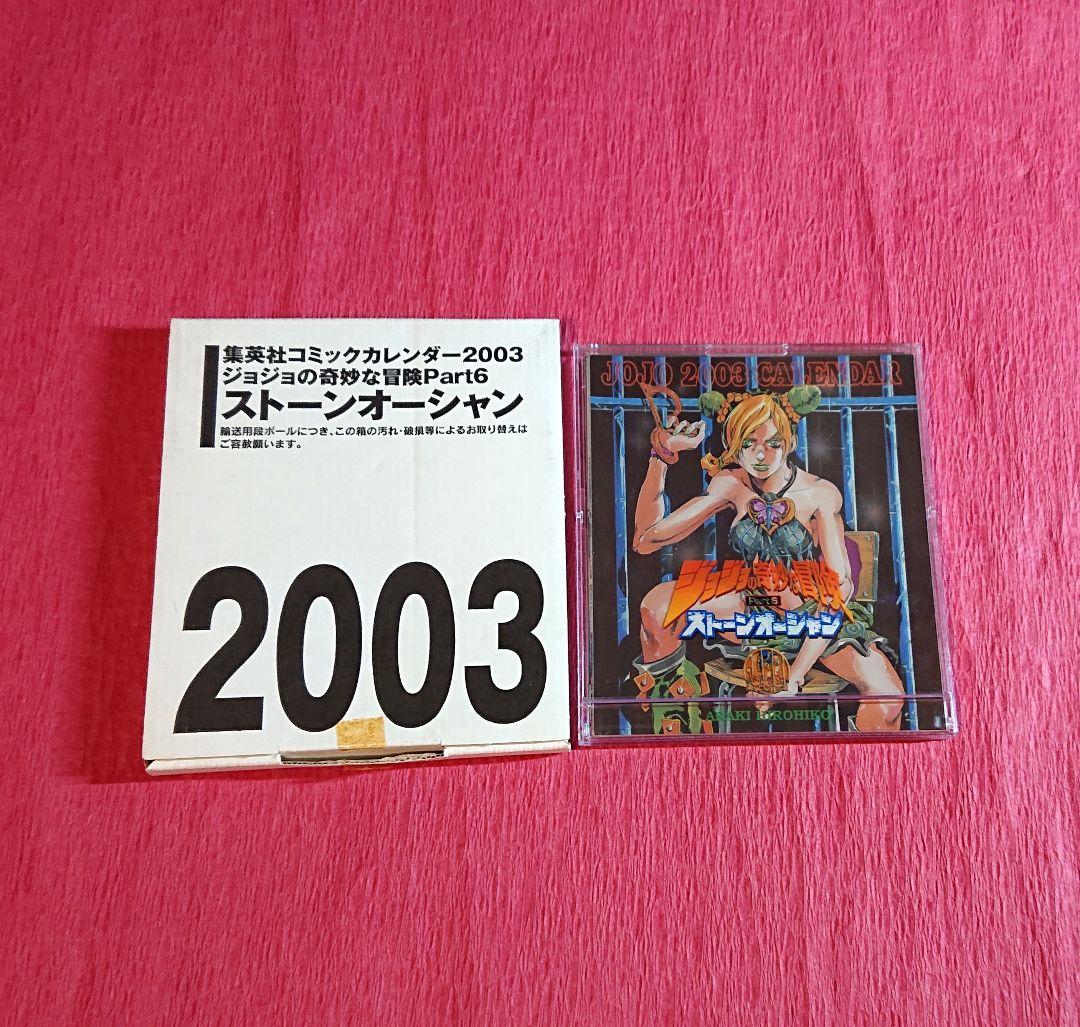 集英社コミックカレンダー2003
ジョジョの奇妙な冒険Part6
ストーンオーシャン
輸送用段ボールにつき、この箱の汚れ・破損等によるお取り替えは
ご容赦願います。
2003
JOJO 2003 CALENDAR
ジョジョの奇妙な冒険
Part6
ストーンオーシャン
ARAKI HIROHIKO